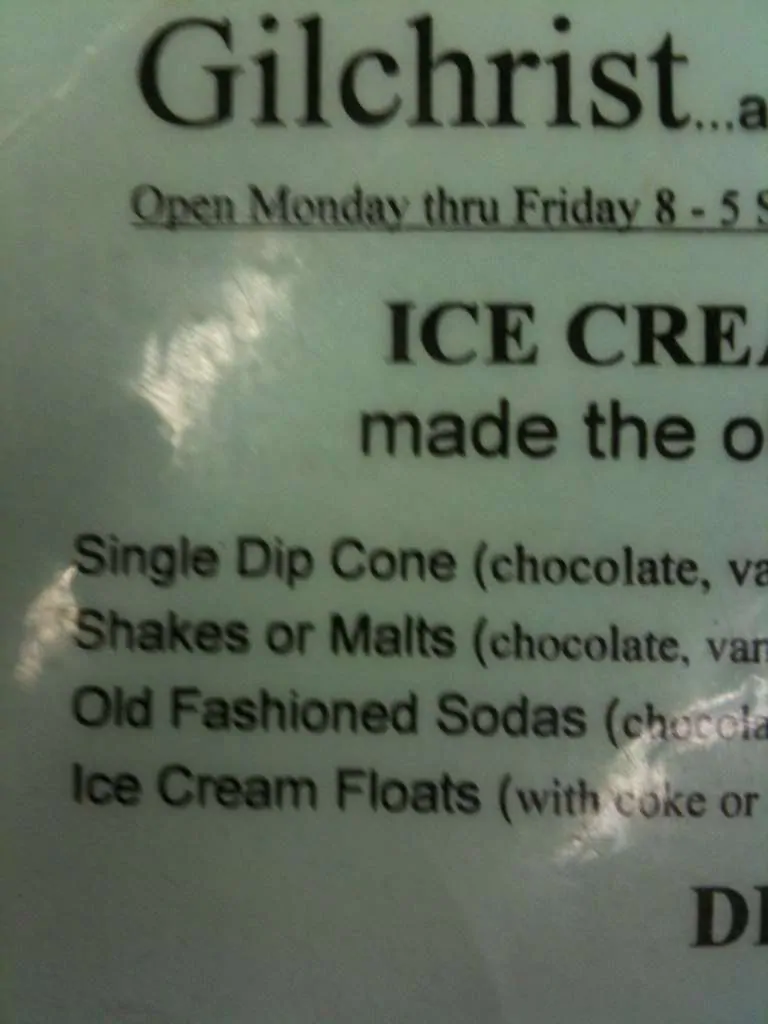 Gilchrist...a
Open Monday thru Friday 8 - 5 S
ICE CREA
made the o
Single Dip Cone (chocolate, va
Shakes or Malts (chocolate, van
Old Fashioned Sodas (chocola
Ice Cream Floats (with coke or
D